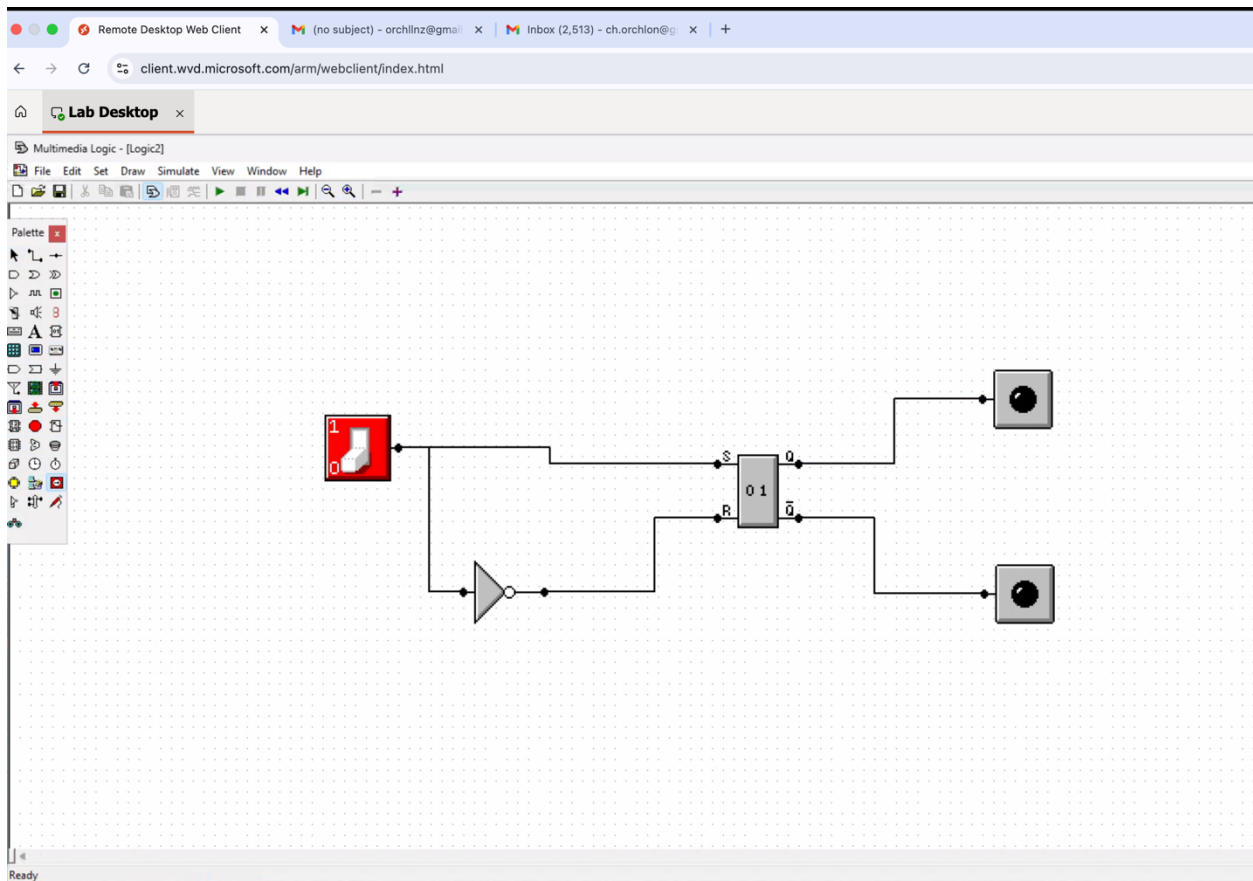 Remote Desktop Web Client
(no subject) - orchllnz@gmai
Inbox (2,513) - ch.orchlon@g
client.wvd.microsoft.com/arm/webclient/index.html
Lab Desktop
Multimedia Logic - [Logic2]
File Edit Set Draw Simulate View Window Help
Palette
8
A
1
0
S Q
0 1
R Q̅
Ready